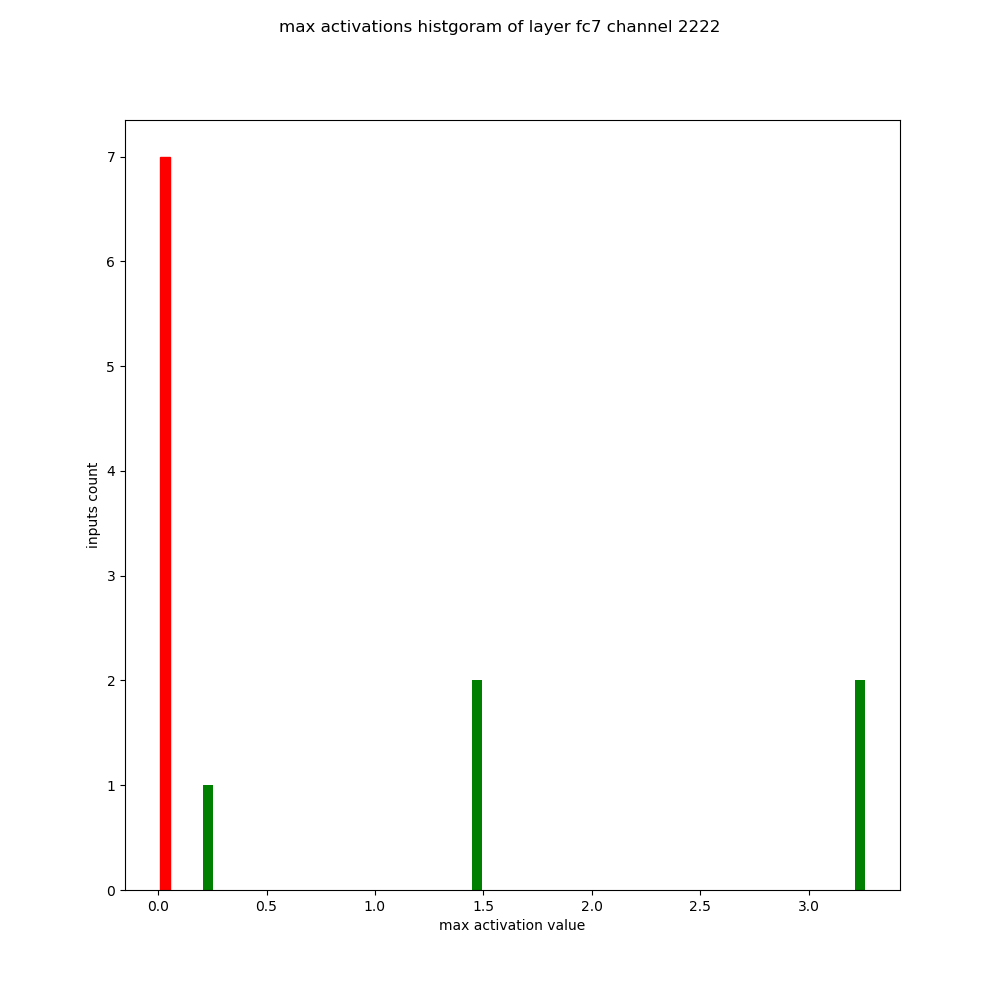 max activations histgoram of layer fc7 channel 2222
7
6
5
4
3
2
1
0
inputs count
0.0 0.5 1.0 1.5 2.0 2.5 3.0
max activation value